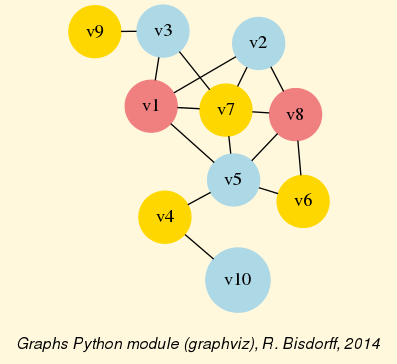 v9
v3
v2
v1
v7
v8
v5
v6
v4
v10
Graphs Python module (graphviz), R. Bisdorff, 2014